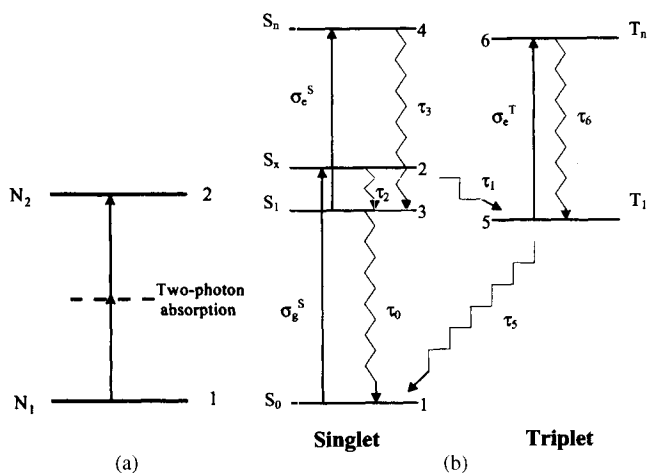 N₂
2
Two-photon
absorption
N₁
1
(a)
Sₙ
4
σₑˢ
τ₃
Sₓ
2
τ₂
τ₁
S₁
3
σ_gˢ
τ₀
S₀
1
Singlet
(b)
6
Tₙ
σₑᵀ
τ₆
5
T₁
τ₅
Triplet